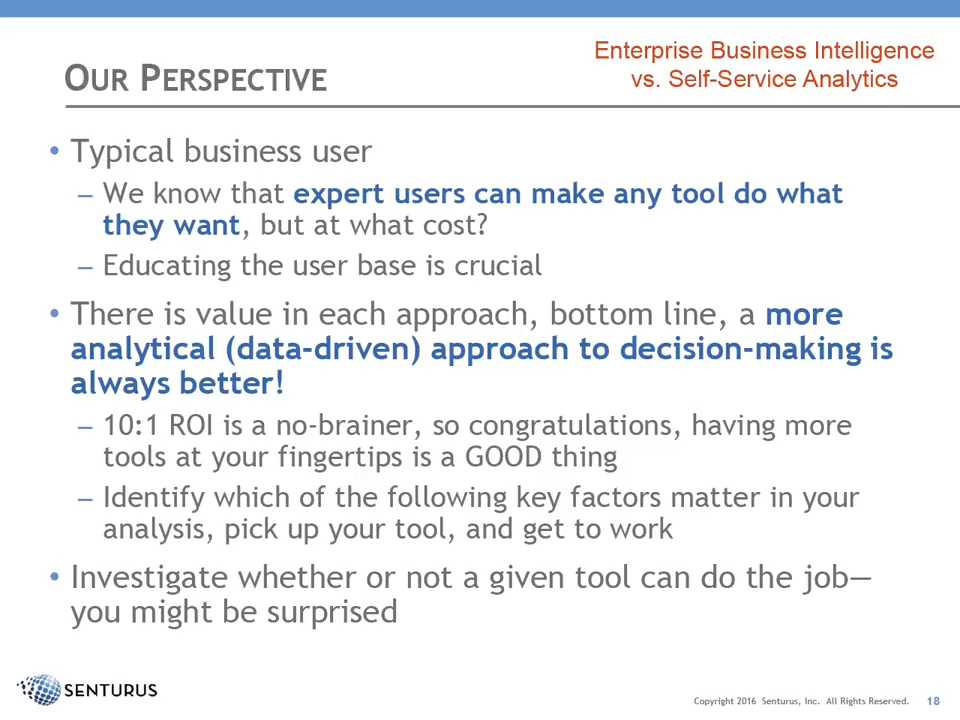 Enterprise Business Intelligence
vs. Self-Service Analytics
OUR PERSPECTIVE
• Typical business user
– We know that expert users can make any tool do what
they want, but at what cost?
– Educating the user base is crucial
• There is value in each approach, bottom line, a more
analytical (data-driven) approach to decision-making is
always better!
– 10:1 ROI is a no-brainer, so congratulations, having more
tools at your fingertips is a GOOD thing
– Identify which of the following key factors matter in your
analysis, pick up your tool, and get to work
• Investigate whether or not a given tool can do the job—
you might be surprised
SENTURUS
Copyright 2016 Senturus, Inc. All Rights Reserved. 18